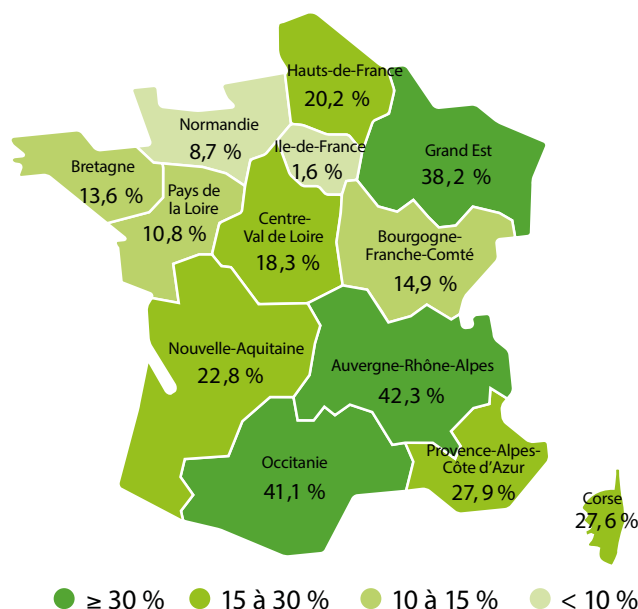 Hauts-de-France
20,2 %
Normandie
8,7 %
Ile-de-France
1,6 %
Grand Est
38,2 %
Bretagne
13,6 %
Pays de
la Loire
10,8 %
Centre-
Val de Loire
18,3 %
Bourgogne-
Franche-Comté
14,9 %
Nouvelle-Aquitaine
22,8 %
Auvergne-Rhône-Alpes
42,3 %
Occitanie
41,1 %
Provence-Alpes-
Côte d'Azur
27,9 %
Corse
27,6 %
≥ 30 %
15 à 30 %
10 à 15 %
< 10 %